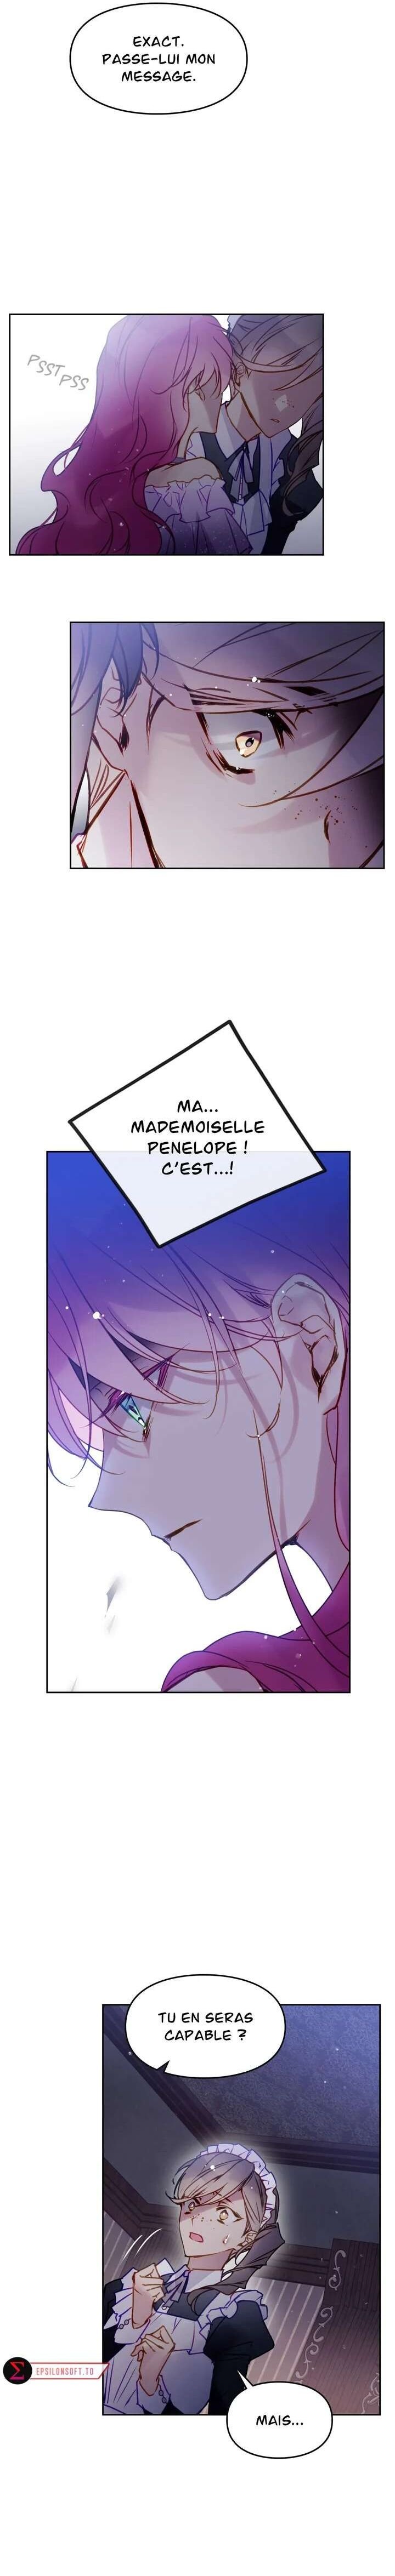 EXACT.
PASSE-LUI MON
MESSAGE.
PSST
PSS
MA...
MADEMOISELLE
PENELOPE !
C'EST...!
TU EN SERAS
CAPABLE ?
EPSILONSOFT.TO
MAIS...